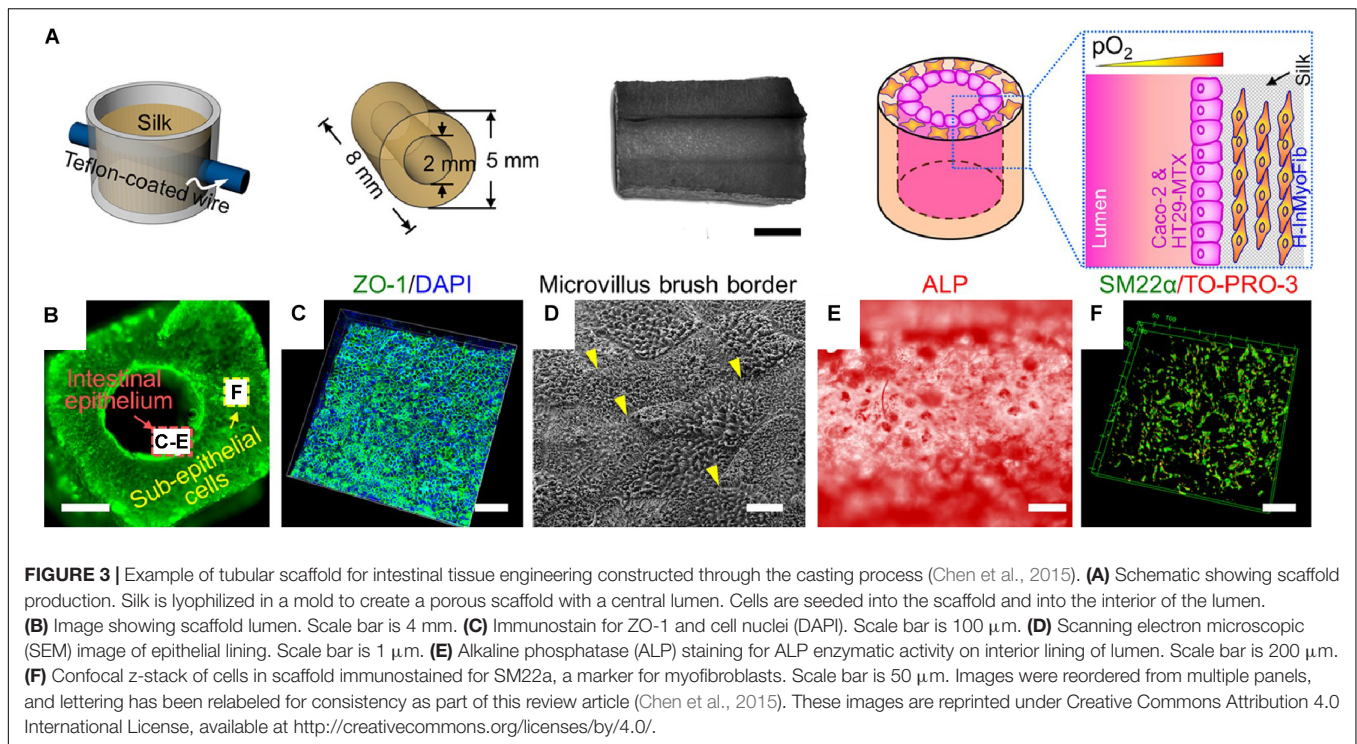 A
Silk
Teflon-coated wire
8 mm
2 mm
5 mm
pO2
Silk
Lumen
Caco-2 &
HT29-MTX
H-InMyoFib
B
Intestinal
epithelium
F
C-E
Sub-epithelial
cells
ZO-1/DAPI
C
Microvillus brush border
D
ALP
E
SM22α/TO-PRO-3
F
FIGURE 3 | Example of tubular scaffold for intestinal tissue engineering constructed through the casting process (Chen et al., 2015). (A) Schematic showing scaffold
production. Silk is lyophilized in a mold to create a porous scaffold with a central lumen. Cells are seeded into the scaffold and into the interior of the lumen.
(B) Image showing scaffold lumen. Scale bar is 4 mm. (C) Immunostain for ZO-1 and cell nuclei (DAPI). Scale bar is 100 μm. (D) Scanning electron microscopic
(SEM) image of epithelial lining. Scale bar is 1 μm. (E) Alkaline phosphatase (ALP) staining for ALP enzymatic activity on interior lining of lumen. Scale bar is 200 μm.
(F) Confocal z-stack of cells in scaffold immunostained for SM22a, a marker for myofibroblasts. Scale bar is 50 μm. Images were reordered from multiple panels,
and lettering has been relabeled for consistency as part of this review article (Chen et al., 2015). These images are reprinted under Creative Commons Attribution 4.0
International License, available at http://creativecommons.org/licenses/by/4.0/.